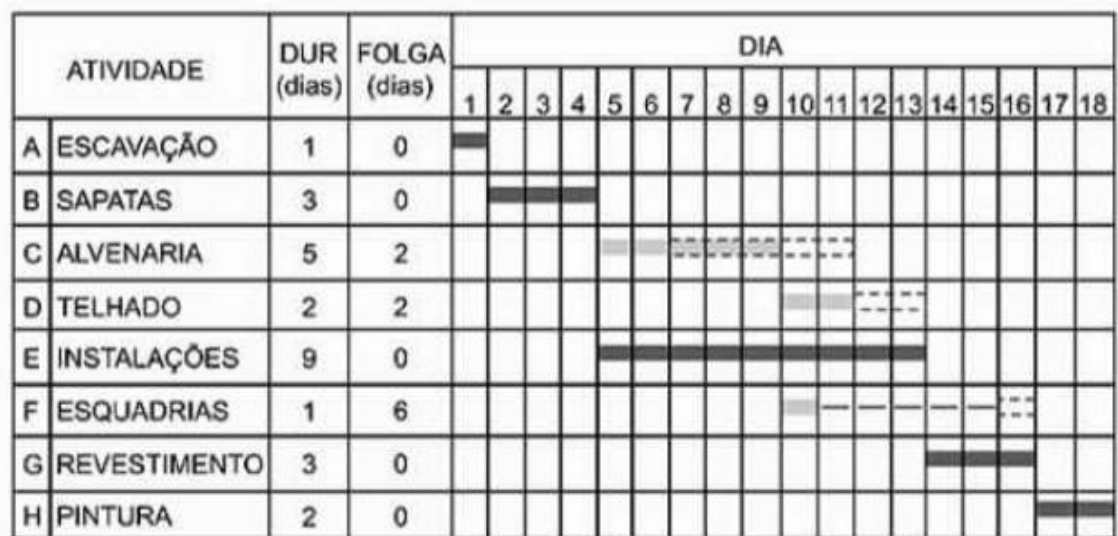 ATIVIDADE DUR (dias) FOLGA (dias) DIA
1 2 3 4 5 6 7 8 9 10 11 12 13 14 15 16 17 18
A ESCAVAÇÃO 1 0
B SAPATAS 3 0
C ALVENARIA 5 2
D TELHADO 2 2
E INSTALAÇÕES 9 0
F ESQUADRIAS 1 6
G REVESTIMENTO 3 0
H PINTURA 2 0